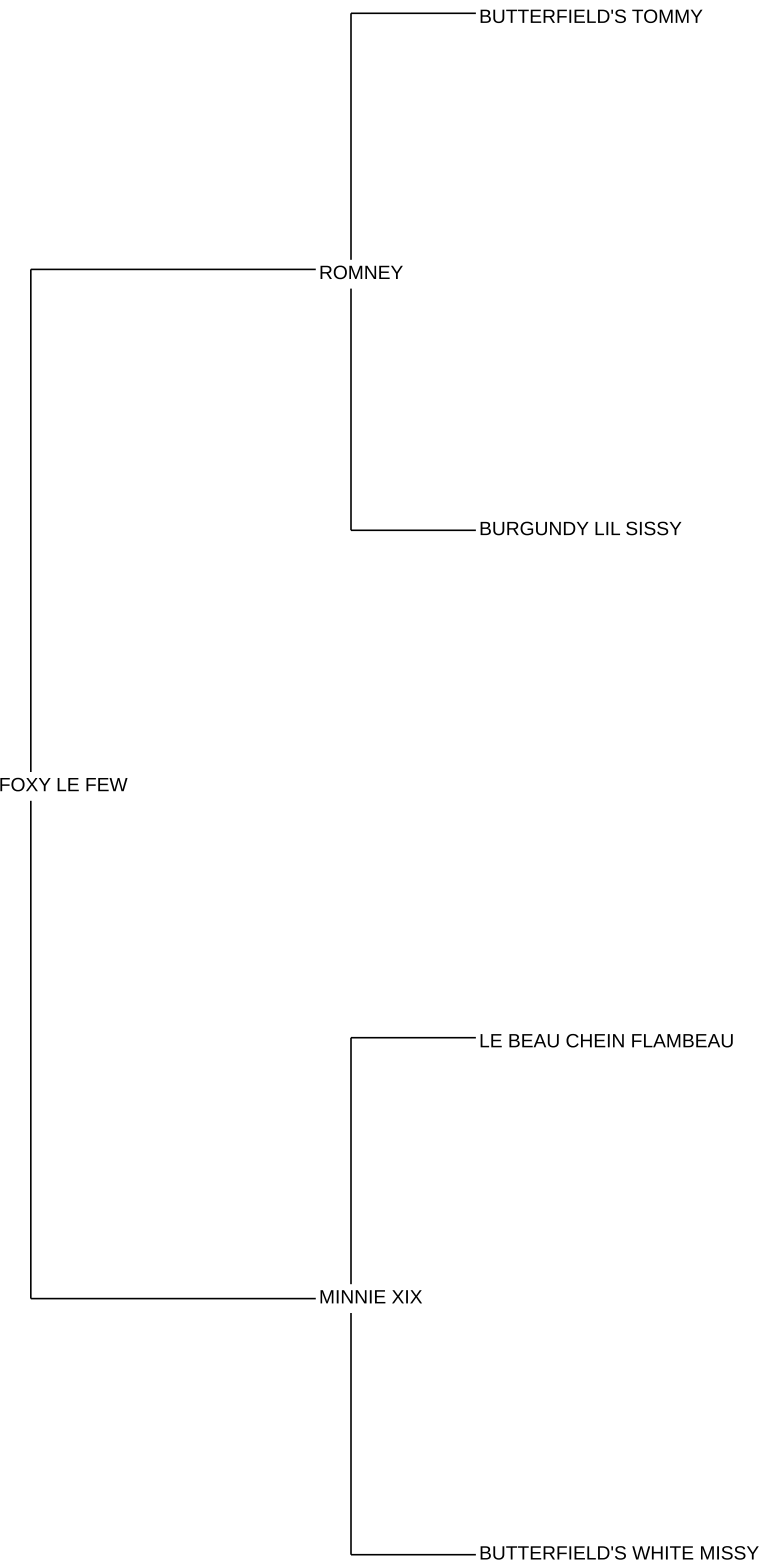 BUTTERFIELD'S TOMMY
ROMNEY
BURGUNDY LIL SISSY
FOXY LE FEW
LE BEAU CHEIN FLAMBEAU
MINNIE XIX
BUTTERFIELD'S WHITE MISSY